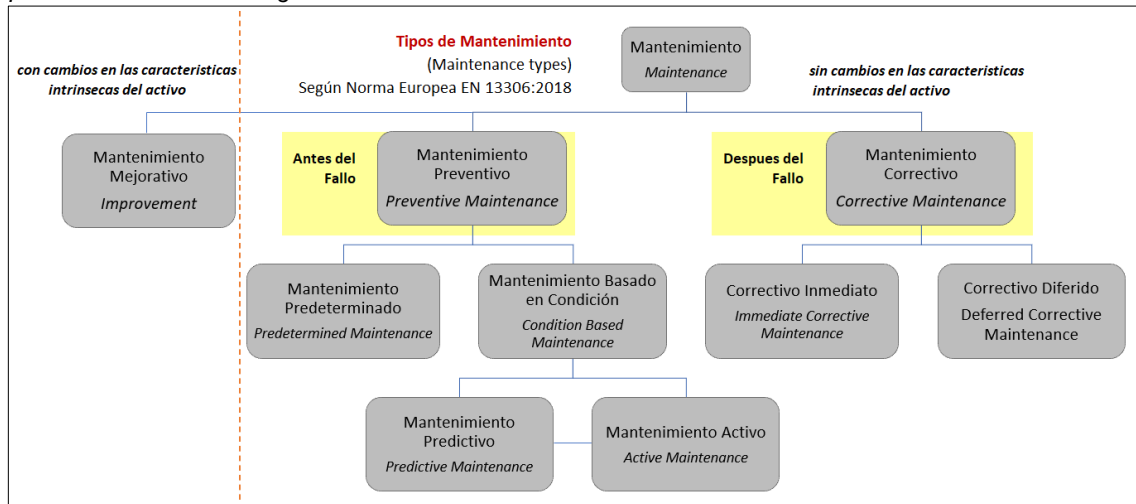 Tipos de Mantenimiento
(Maintenance types)
Según Norma Europea EN 13306:2018
Mantenimiento
Maintenance
con cambios en las caracteristicas
intrinsecas del activo
sin cambios en las caracteristicas
intrinsecas del activo
Mantenimiento
Mejorativo
Improvement
Antes del
Fallo
Mantenimiento
Preventivo
Preventive Maintenance
Despues del
Fallo
Mantenimiento
Correctivo
Corrective Maintenance
Mantenimiento
Predeterminado
Predetermined Maintenance
Mantenimiento Basado
en Condición
Condition Based
Maintenance
Correctivo Inmediato
Immediate Corrective
Maintenance
Correctivo Diferido
Deferred Corrective
Maintenance
Mantenimiento
Predictivo
Predictive Maintenance
Mantenimiento Activo
Active Maintenance